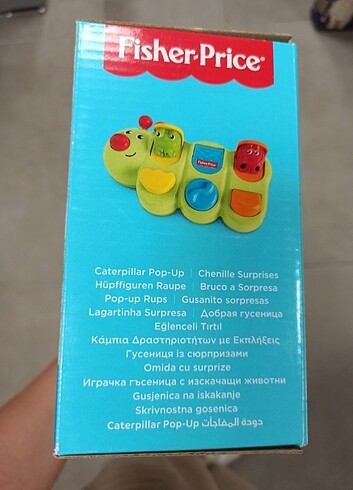 Fisher-Price®
Fisher-Price
Caterpillar Pop-Up | Chenille Surprises
Hüpffiguren Raupe | Bruco a Sorpresa
Pop-up Rups | Gusanito sorpresas
Lagartinha Surpresa | Добрая гусеница
Eğlenceli Tırtıl
Κάμπια Δραστηριοτήτων με Εκπλήξεις
Гусениця із сюрпризами
Omida cu surprize
Играчка гъсеница с изскачащи животни
Gusjenica na iskakanje
Skrivnostna gosenica
Caterpillar Pop-Up دودة المفاجآت